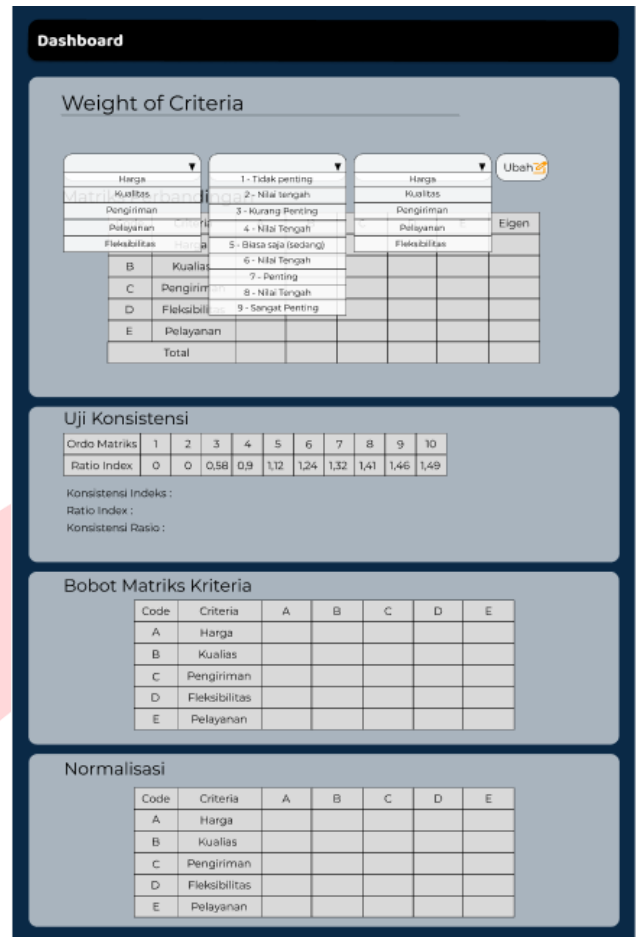 Dashboard
Weight of Criteria
Ubah
Harga 1 - Tidak penting Harga
Kualitas 2 - Nilai tengah Kualitas
Pengiriman 3 - Kurang Penting Pengiriman
Pelayanan 4 - Nilai Tengah Pelayanan
Fleksibilitas 5 - Biasa saja (sedang) Fleksibilitas
6 - Nilai Tengah
7 - Penting
8 - Nilai Tengah
9 - Sangat Penting
Eigen
B Kualias
C Pengiriman
D Fleksibilitas
E Pelayanan
Total
Uji Konsistensi
Ordo Matriks 1 2 3 4 5 6 7 8 9 10
Ratio Index 0 0 0,58 0,9 1,12 1,24 1,32 1,41 1,46 1,49
Konsistensi Indeks :
Ratio Index :
Konsistensi Rasio :
Bobot Matriks Kriteria
Code Criteria A B C D E
A Harga
B Kualias
C Pengiriman
D Fleksibilitas
E Pelayanan
Normalisasi
Code Criteria A B C D E
A Harga
B Kualias
C Pengiriman
D Fleksibilitas
E Pelayanan